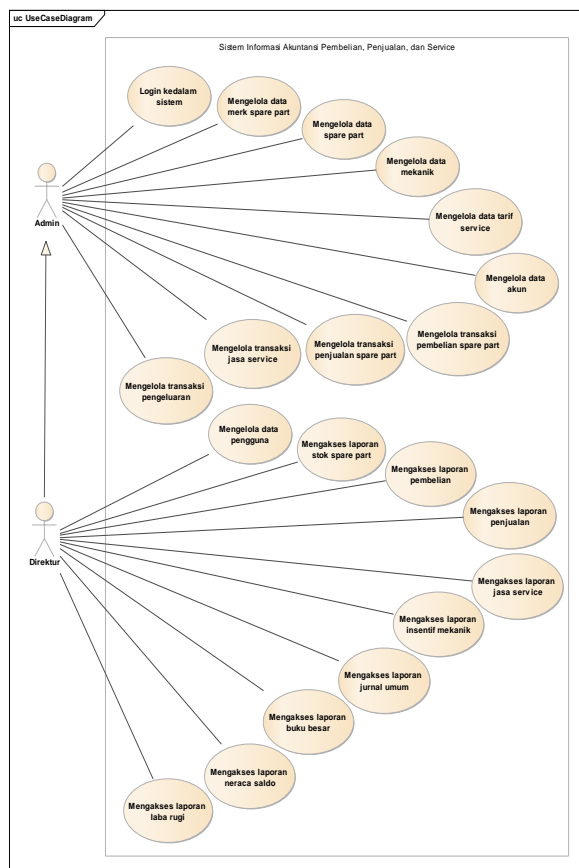 uc UseCaseDiagram
Sistem Informasi Akuntansi Pembelian, Penjualan, dan Service
Login kedalam
sistem
Mengelola data
merk spare part
Mengelola data
spare part
Mengelola data
mekanik
Admin
Mengelola data tarif
service
Mengelola data
akun
Mengelola transaksi
pembelian spare part
Mengelola transaksi
penjualan spare part
Mengelola transaksi
jasa service
Mengelola transaksi
pengeluaran
Mengelola data
pengguna
Mengakses laporan
stok spare part
Mengakses laporan
pembelian
Mengakses laporan
penjualan
Direktur
Mengakses laporan
jasa service
Mengakses laporan
insentif mekanik
Mengakses laporan
jurnal umum
Mengakses laporan
buku besar
Mengakses laporan
neraca saldo
Mengakses laporan
laba rugi